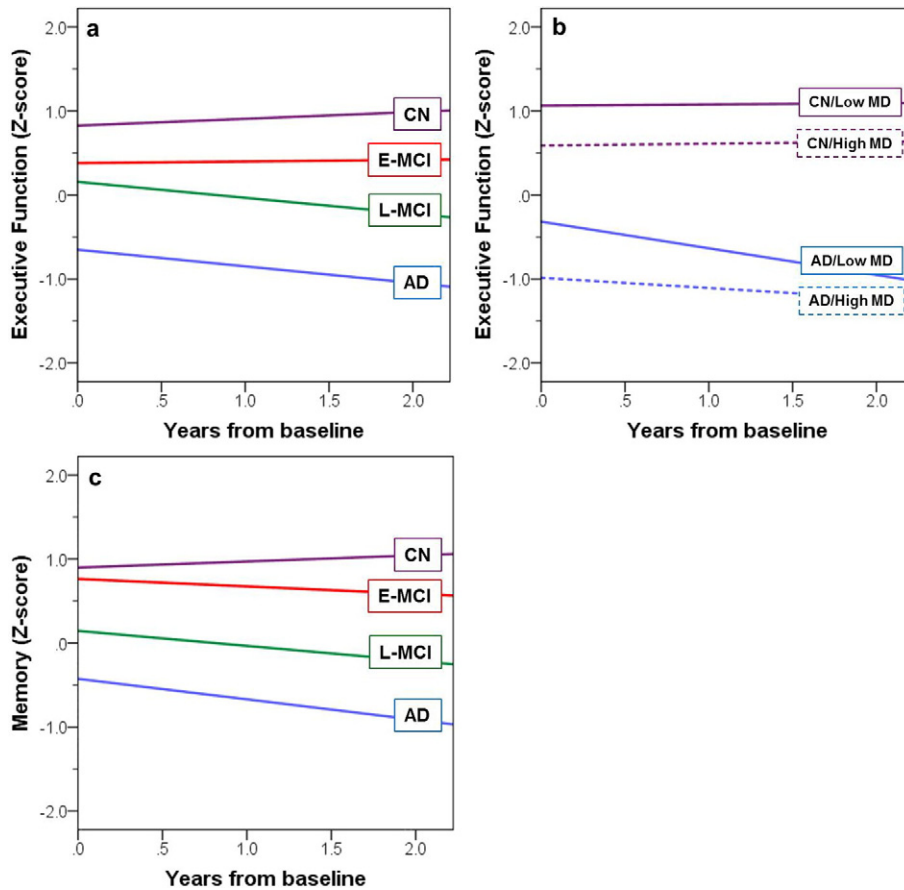 a
Executive Function (Z-score)
2.0
1.0
.0
-1.0
-2.0
CN
E-MCI
L-MCI
AD
.0 .5 1.0 1.5 2.0
Years from baseline
b
Executive Function (Z-score)
2.0
1.0
.0
-1.0
-2.0
CN/Low MD
CN/High MD
AD/Low MD
AD/High MD
.0 .5 1.0 1.5 2.0
Years from baseline
c
Memory (Z-score)
2.0
1.0
.0
-1.0
-2.0
CN
E-MCI
L-MCI
AD
.0 .5 1.0 1.5 2.0
Years from baseline